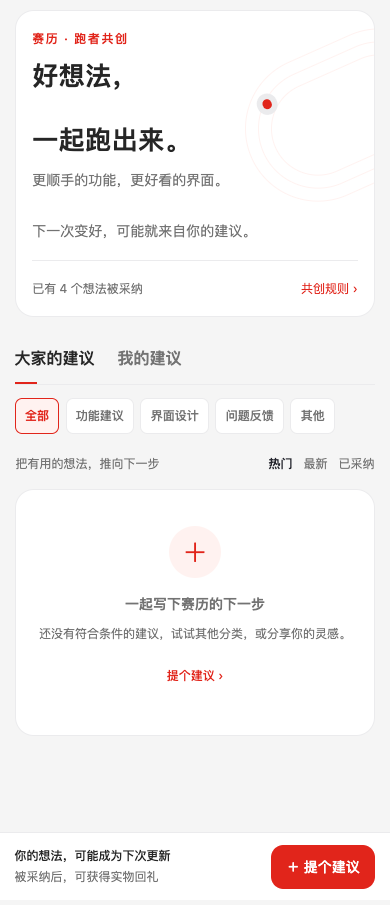 赛历 · 跑者共创
好想法，
一起跑出来。
更顺手的功能，更好看的界面。
下一次变好，可能就来自你的建议。
已有 4 个想法被采纳
共创规则 ›
大家的建议 我的建议
全部 功能建议 界面设计 问题反馈 其他
把有用的想法，推向下一步
热门 最新 已采纳
一起写下赛历的下一步
还没有符合条件的建议，试试其他分类，或分享你的灵感。
提个建议 ›
你的想法，可能成为下次更新
被采纳后，可获得实物回礼
＋ 提个建议